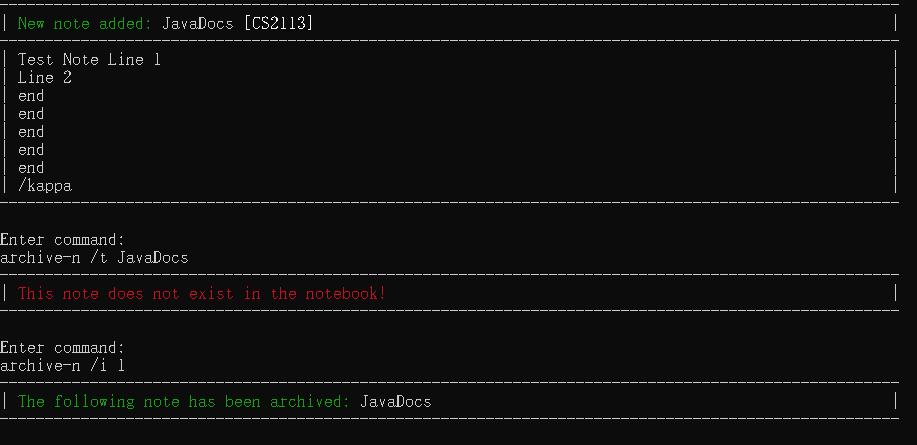 New note added: JavaDocs [CS2113]
Test Note Line 1
Line 2
end
end
end
end
end
/kappa
Enter command:
archive-n /t JavaDocs
This note does not exist in the notebook!
Enter command:
archive-n /i 1
The following note has been archived: JavaDocs